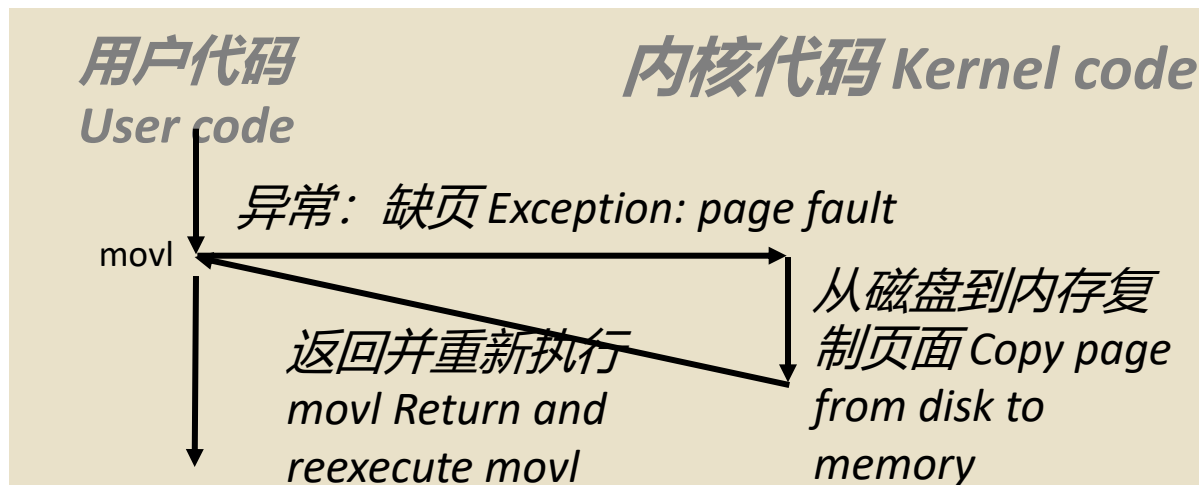 用户代码
User code
内核代码 Kernel code
异常：缺页 Exception: page fault
movl
从磁盘到内存复
制页面 Copy page
from disk to
memory
返回并重新执行
movl Return and
reexecute movl